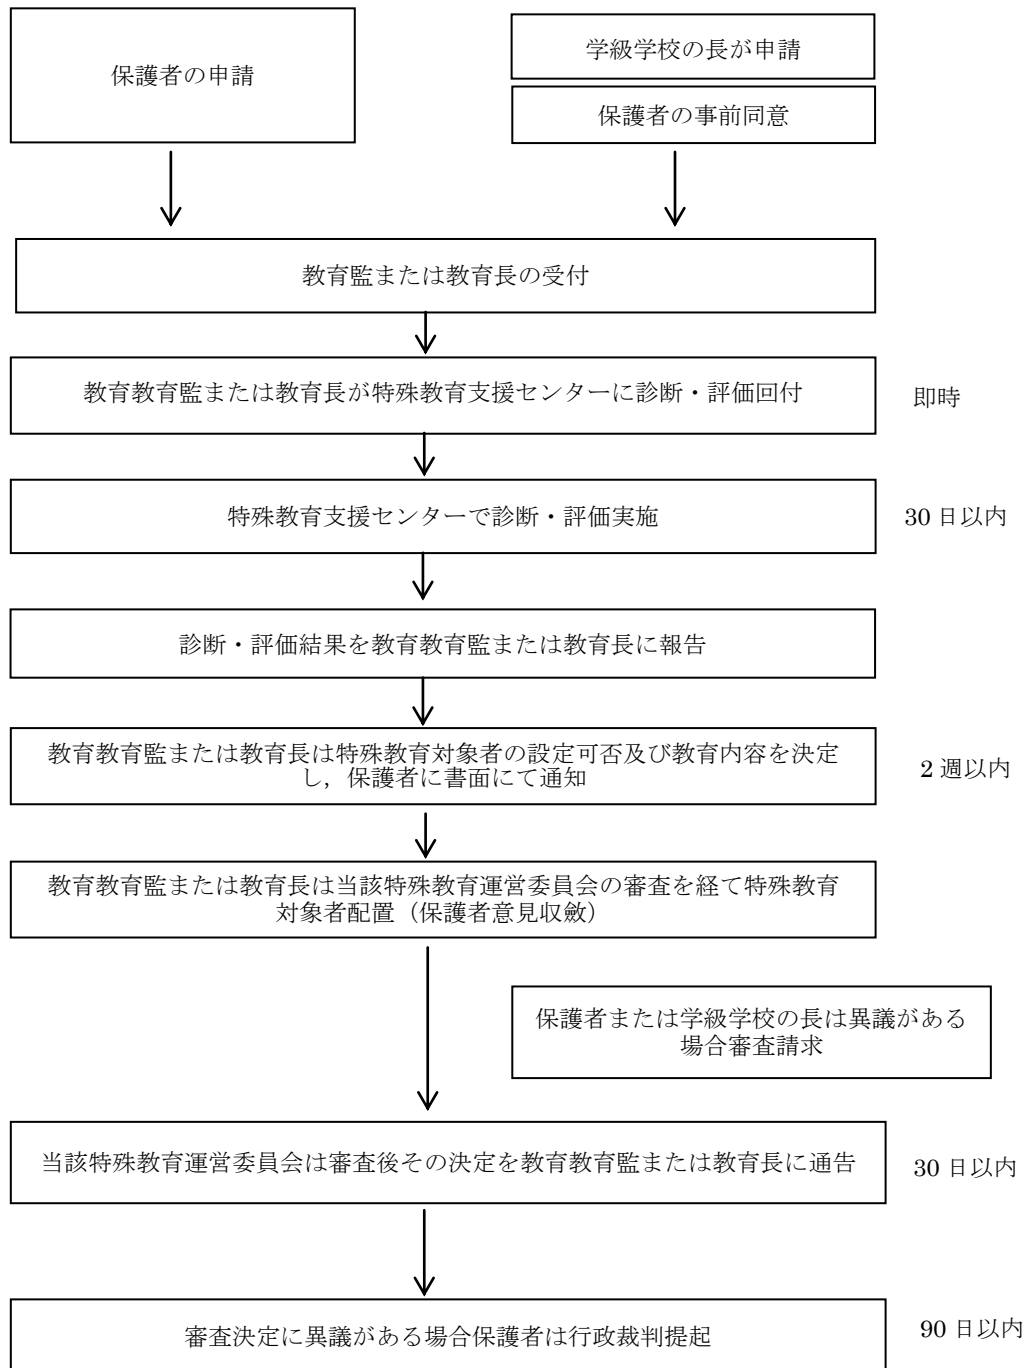 保護者の申請
学級学校の長が申請
保護者の事前同意
教育監または教育長の受付
教育教育監または教育長が特殊教育支援センターに診断・評価回付
即時
特殊教育支援センターで診断・評価実施
30 日以内
診断・評価結果を教育教育監または教育長に報告
教育教育監または教育長は特殊教育対象者の設定可否及び教育内容を決定
し，保護者に書面にて通知
2 週以内
教育教育監または教育長は当該特殊教育運営委員会の審査を経て特殊教育
対象者配置（保護者意見収斂）
保護者または学級学校の長は異議がある
場合審査請求
当該特殊教育運営委員会は審査後その決定を教育教育監または教育長に通告
30 日以内
審査決定に異議がある場合保護者は行政裁判提起
90 日以内